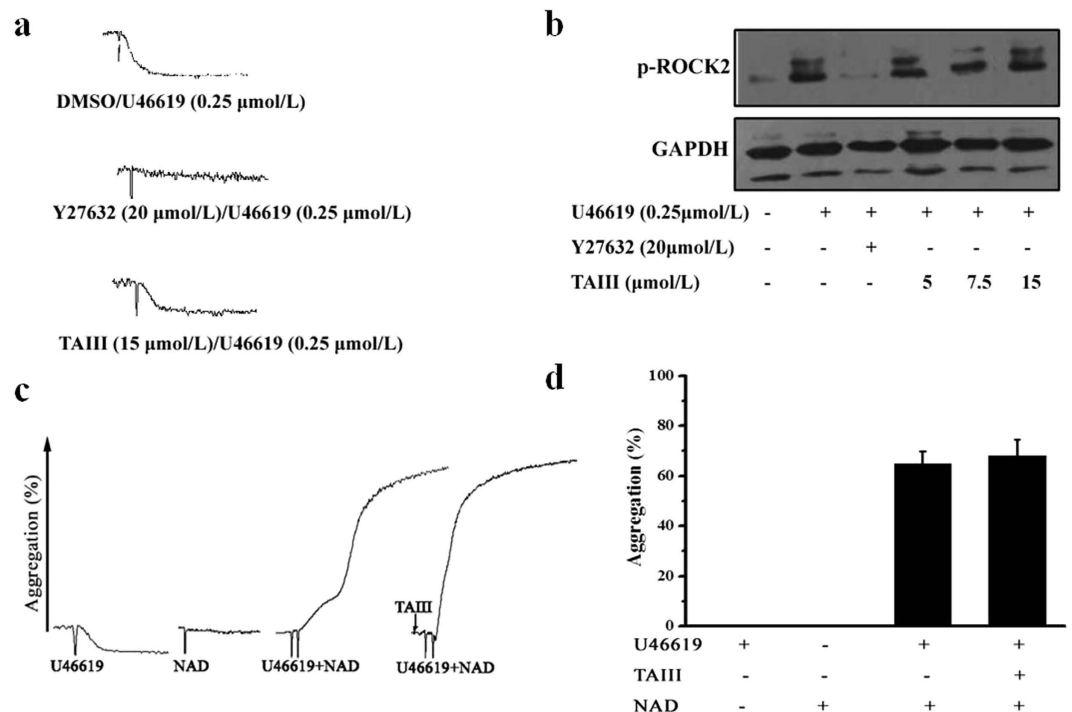 a
DMSO/U46619 (0.25 μmol/L)
Y27632 (20 μmol/L)/U46619 (0.25 μmol/L)
TAIII (15 μmol/L)/U46619 (0.25 μmol/L)
b
p-ROCK2
GAPDH
U46619 (0.25μmol/L) - + + + + +
Y27632 (20μmol/L) - - + - - -
TAIII (μmol/L) - - - 5 7.5 15
c
Aggregation (%)
TAIII
U46619 NAD U46619+NAD U46619+NAD
d
Aggregation (%)
100
80
60
40
20
0
U46619 + - + +
TAIII - - - +
NAD - + + +